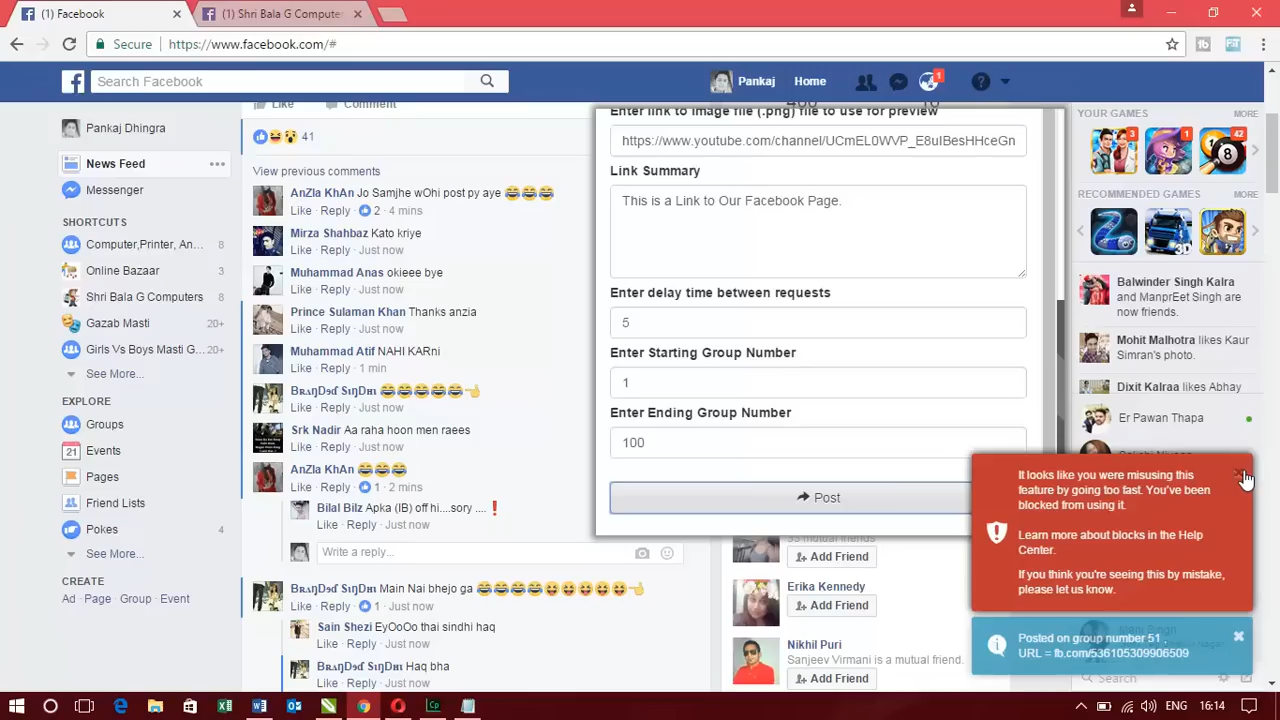 (1) Facebook
(1) Shri Bala G Compute
Secure
https://www.facebook.com/#
Search Facebook
Pankaj
Home
1
Pankaj Dhingra
News Feed
Messenger
SHORTCUTS
Computer,Printer, An... 8
Online Bazaar 3
Shri Bala G Computers 8
Gazab Masti 20+
Girls Vs Boys Masti G... 20+
See More...
EXPLORE
Groups
Events
Pages
Friend Lists
Pokes
See More...
CREATE
Ad · Page · Group · Event
Like Comment
41
View previous comments
AnZla KhAn Jo Samjhe wOhi post py aye 😂😂😂
Like · Reply · 2 · 4 mins
Mirza Shahbaz Kato kriye
Like · Reply · Just now
Muhammad Anas okieee bye
Like · Reply · Just now
Prince Sulaman Khan Thanks anzia
Like · Reply · Just now
Muhammad Atif NAHI KARni
Like · Reply · 1 min
😂😂😂😂😂👈
Like · Reply · Just now
Srk Nadir Aa raha hoon men raees
Like · Reply · Just now
AnZla KhAn 😂😂😂
Like · Reply · 1 · 2 mins
Bilal Bilz Apka (IB) off hi....sory .... ❗
Like · Reply · Just now
Write a reply...
Main Nai bhejo ga 😂😂😂😂😝😝😝😝😝😝👈
Like · Reply · 1 · Just now
Sain Shezi EyOoOo thai sindhi haq
Like · Reply · Just now
Haq bha
Like · Reply · Just now
Enter link to image file (.png) file to use for preview
https://www.youtube.com/channel/UCmEL0WVP_E8uIBesHHceGn
Link Summary
This is a Link to Our Facebook Page.
Enter delay time between requests
5
Enter Starting Group Number
1
Enter Ending Group Number
100
Post
Add Friend
Erika Kennedy
Add Friend
Nikhil Puri
Sanjeev Virmani is a mutual friend.
Add Friend
YOUR GAMES MORE
3 1 42
RECOMMENDED GAMES MORE
Balwinder Singh Kalra
and ManprEet Singh are
now friends.
Mohit Malhotra likes Kaur
Simran's photo.
Dixit Kalraa likes Abhay
Er Pawan Thapa
It looks like you were misusing this
feature by going too fast. You've been
blocked from using it.
Learn more about blocks in the Help
Center.
If you think you're seeing this by mistake,
please let us know.
Posted on group number 51 .
URL = fb.com/536105309906509
Search
ENG 16:14